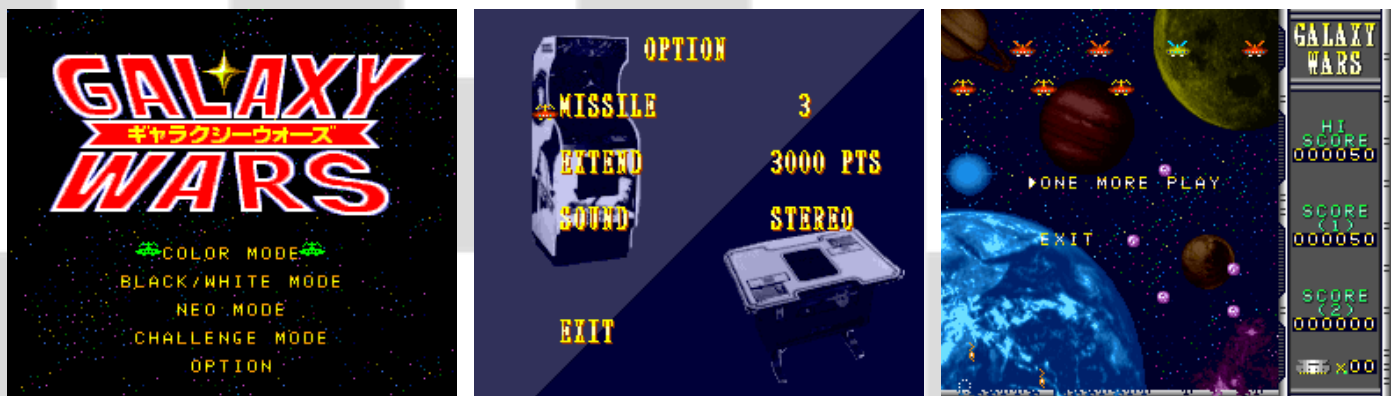 GALAXY
ギャラクシーウォーズ
WARS
COLOR MODE
BLACK/WHITE MODE
NEO MODE
CHALLENGE MODE
OPTION
OPTION
MISSILE 3
EXTEND 3000 PTS
SOUND STEREO
EXIT
ONE MORE PLAY
EXIT
GALAXY
WARS
HI
SCORE
000050
SCORE
(1)
000050
SCORE
(2)
000000
×00